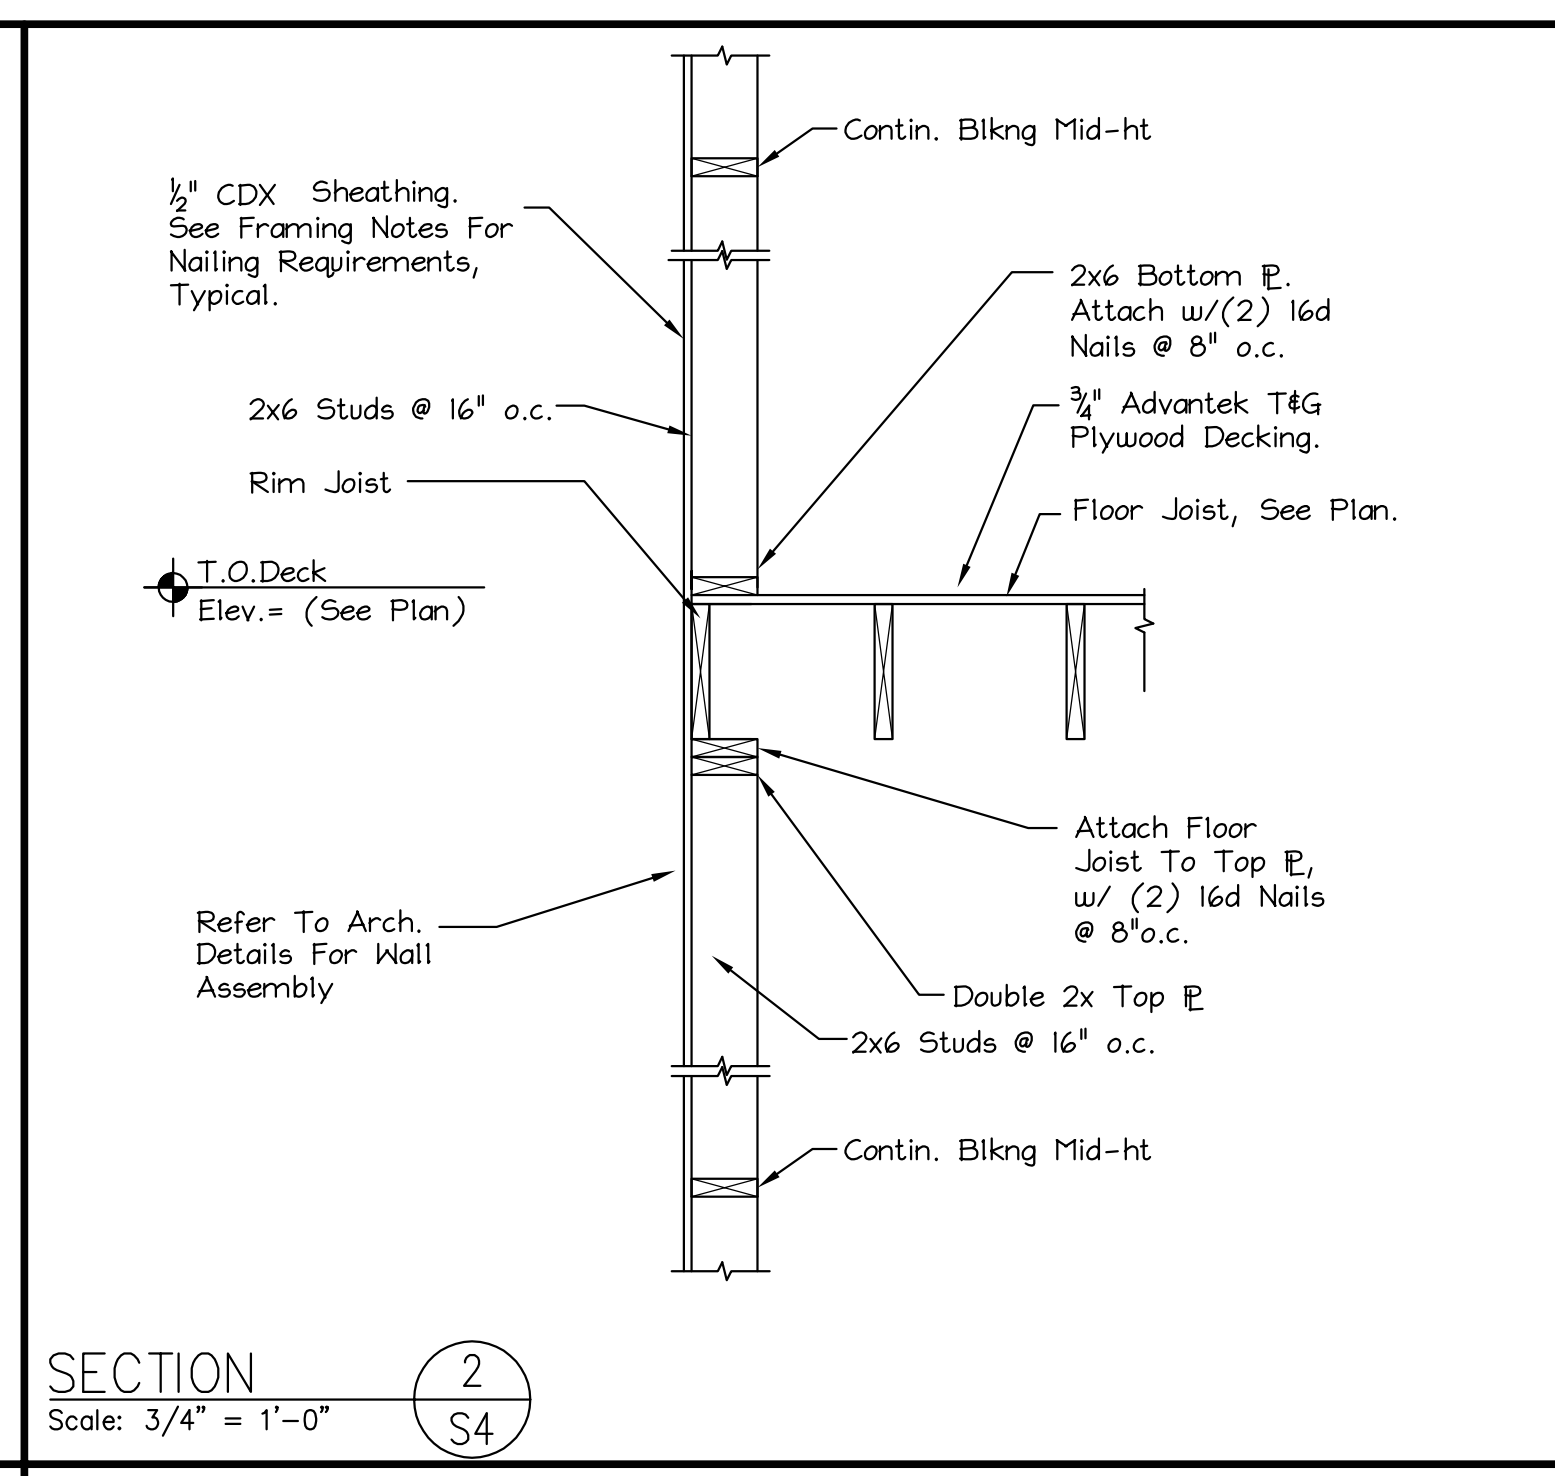 Contin. Blkng Mid-ht
½" CDX Sheathing.
See Framing Notes For
Nailing Requirements,
Typical.
2x6 Bottom ⅊.
Attach w/(2) 16d
Nails @ 8" o.c.
2x6 Studs @ 16" o.c.
¾" Advantek T&G
Plywood Decking.
Rim Joist
Floor Joist, See Plan.
T.O.Deck
Elev.= (See Plan)
Attach Floor
Joist To Top ⅊,
w/ (2) 16d Nails
@ 8"o.c.
Refer To Arch.
Details For Wall
Assembly
Double 2x Top ⅊
2x6 Studs @ 16" o.c.
Contin. Blkng Mid-ht
SECTION
Scale: 3/4" = 1'-0"
2
S4